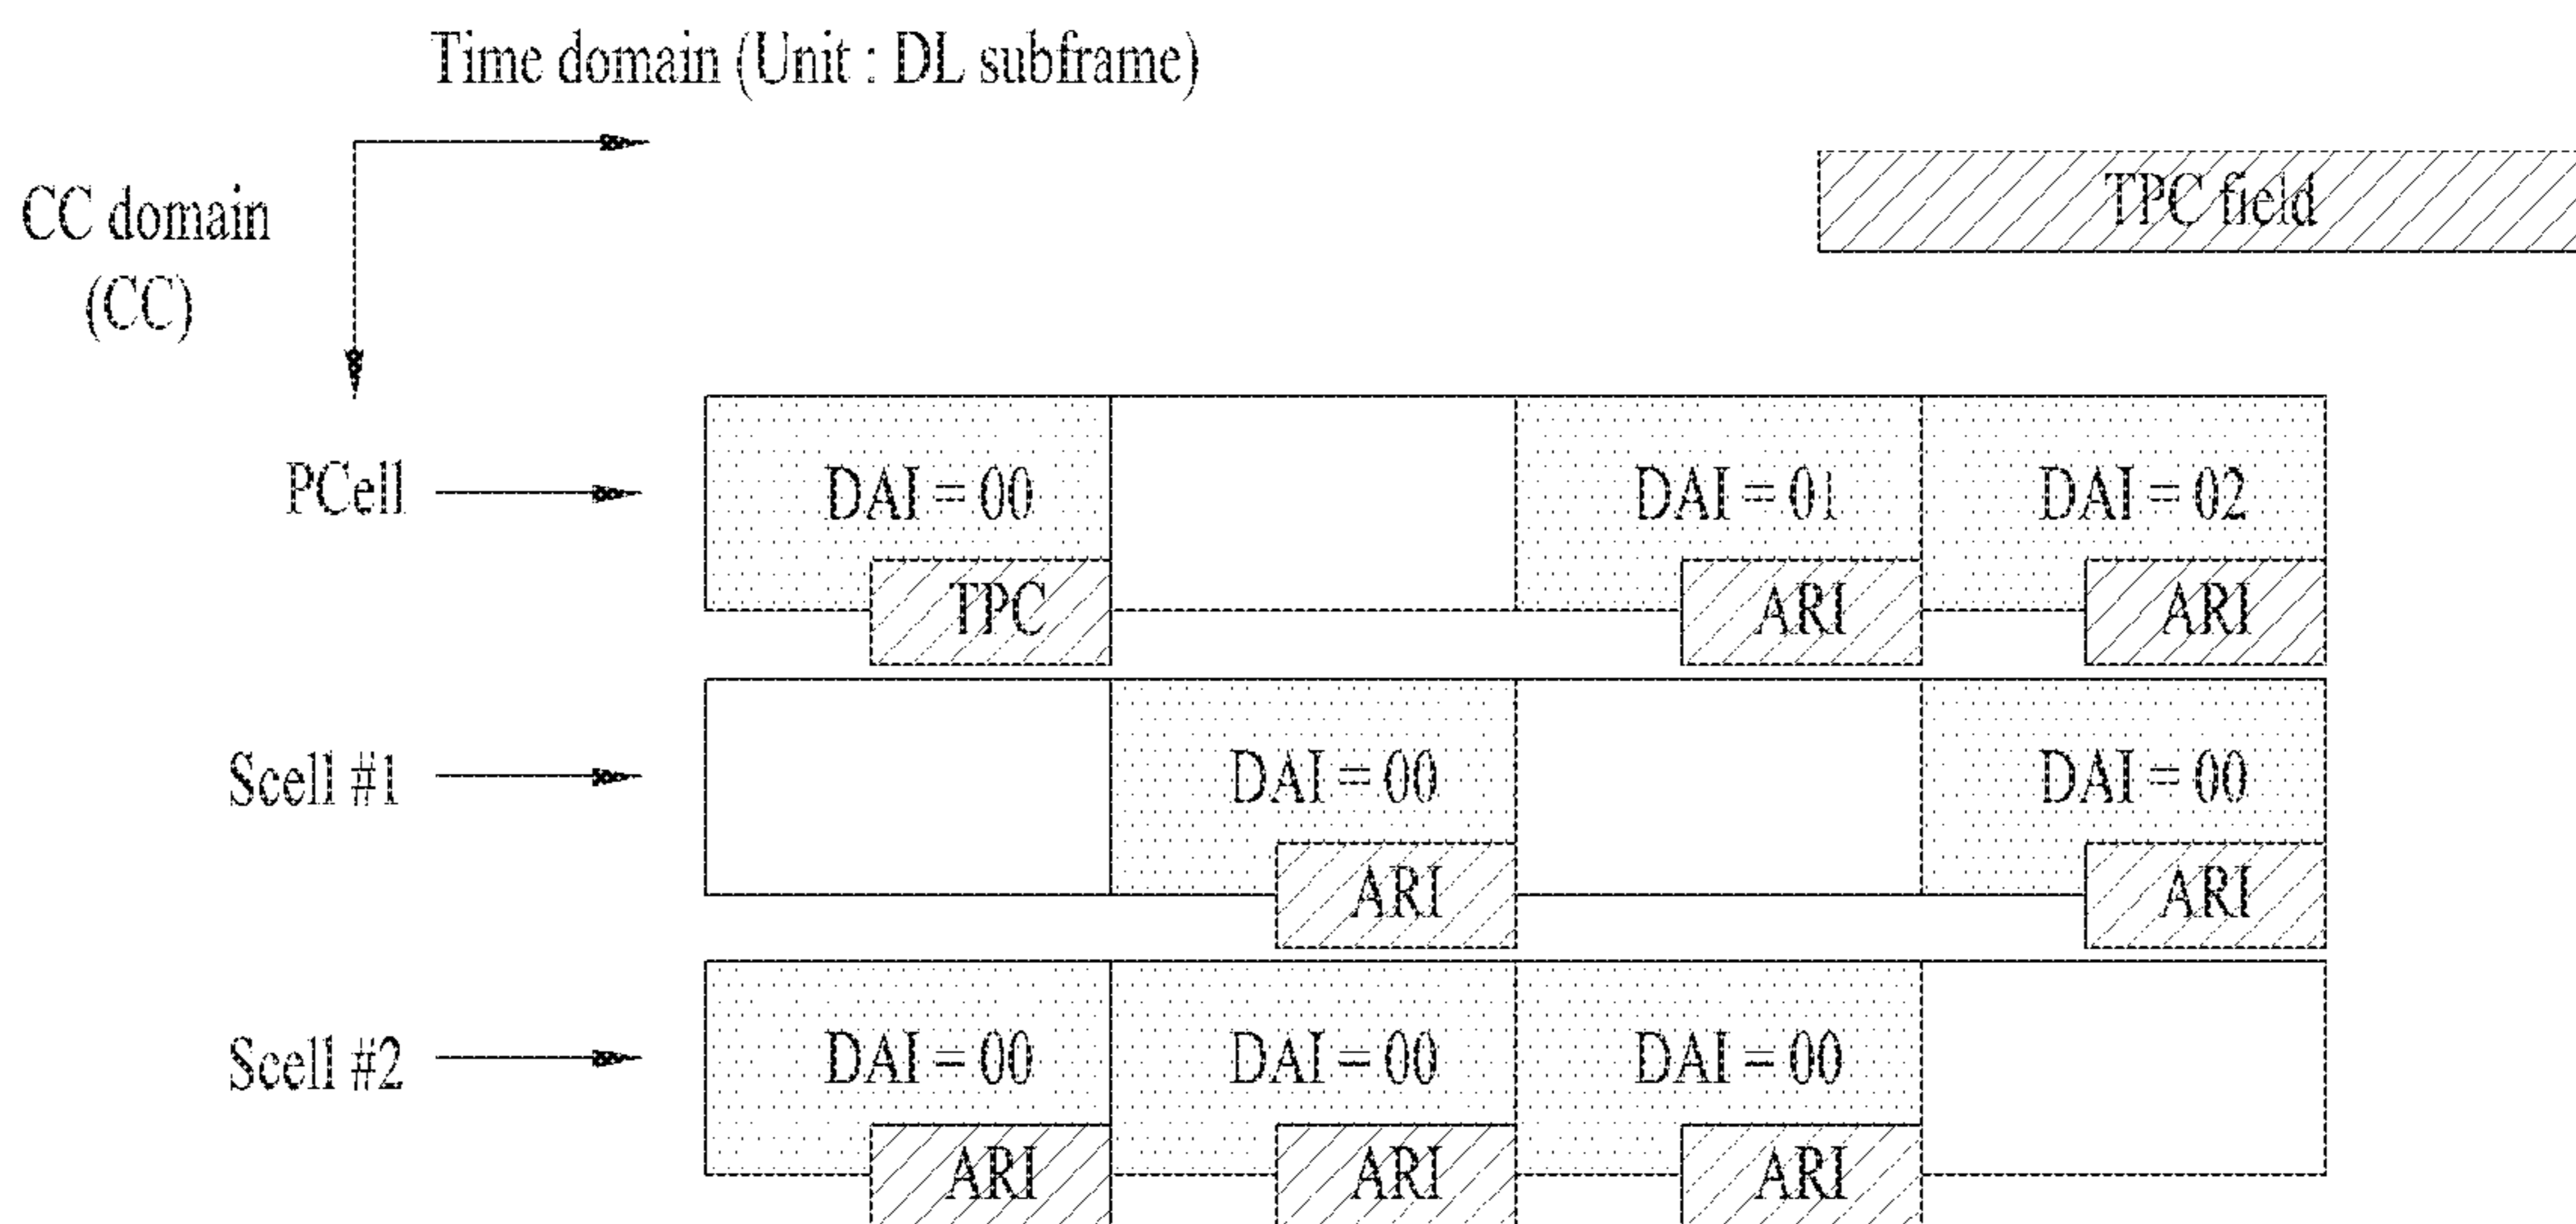 Time domain (Unit : DL subframe)
CC domain
(CC)
TPC field
PCell
DAI = 00
DAI = 01
DAI = 02
TPC
ARI
ARI
Scell #1
DAI = 00
DAI = 00
ARI
ARI
Scell #2
DAI = 00
DAI = 00
DAI = 00
ARI
ARI
ARI